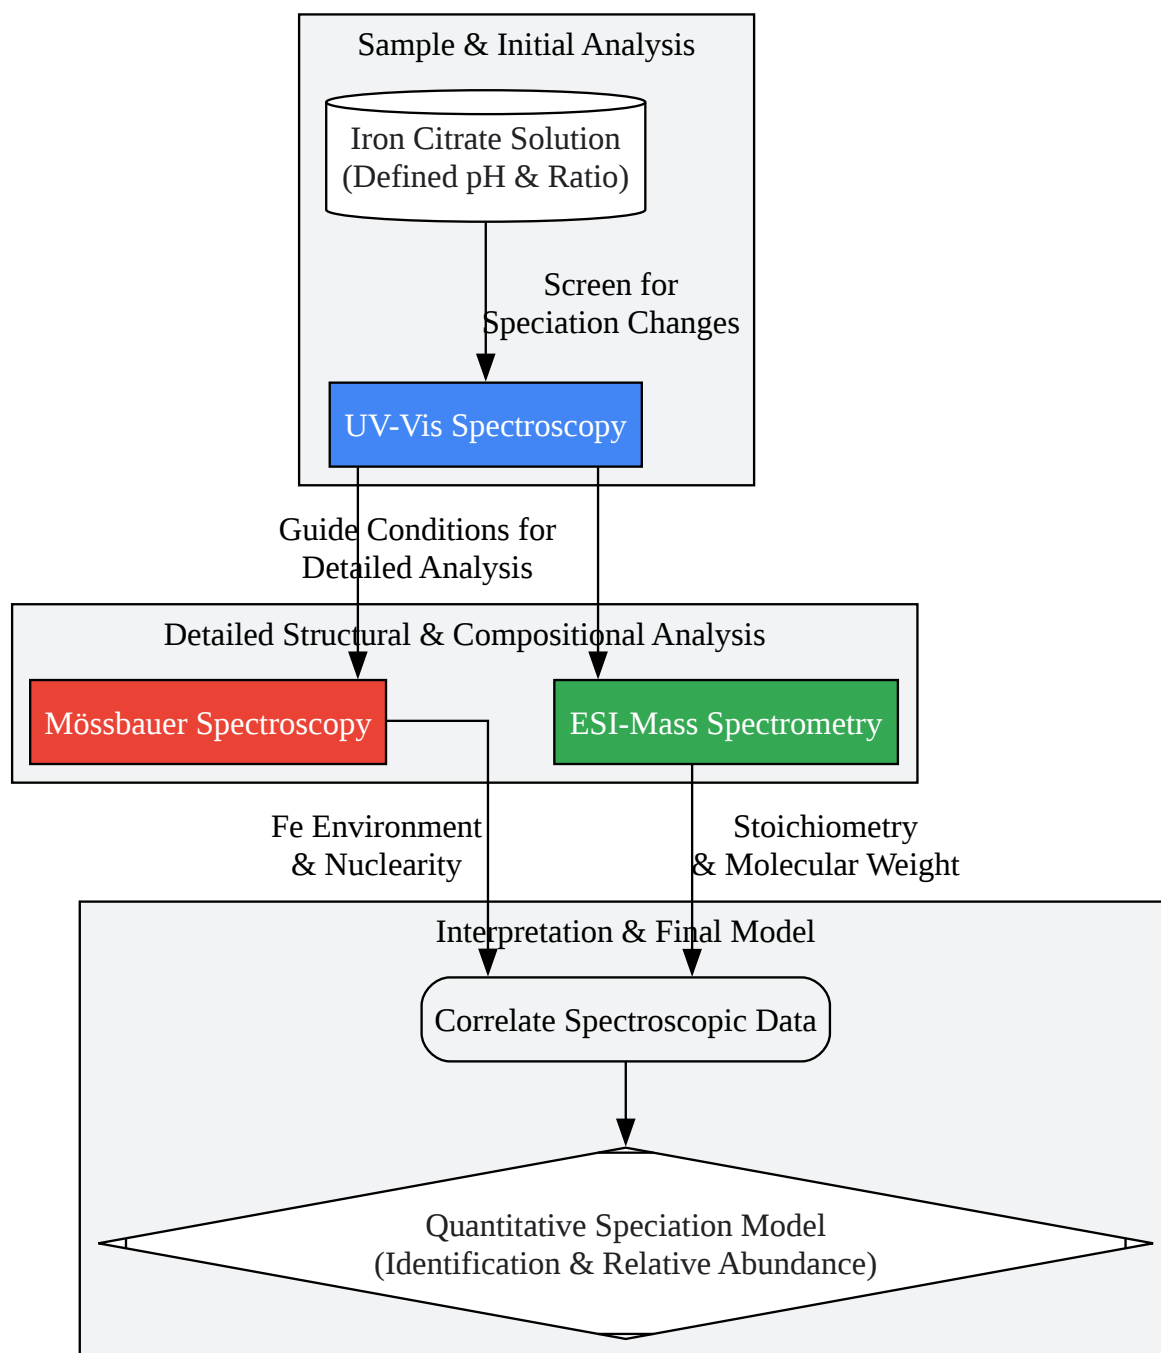 Sample & Initial Analysis
Iron Citrate Solution
(Defined pH & Ratio)
Screen for
Speciation Changes
UV-Vis Spectroscopy
Guide Conditions for
Detailed Analysis
Detailed Structural & Compositional Analysis
Mössbauer Spectroscopy
ESI-Mass Spectrometry
Fe Environment
& Nuclearity
Stoichiometry
& Molecular Weight
Interpretation & Final Model
Correlate Spectroscopic Data
Quantitative Speciation Model
(Identification & Relative Abundance)